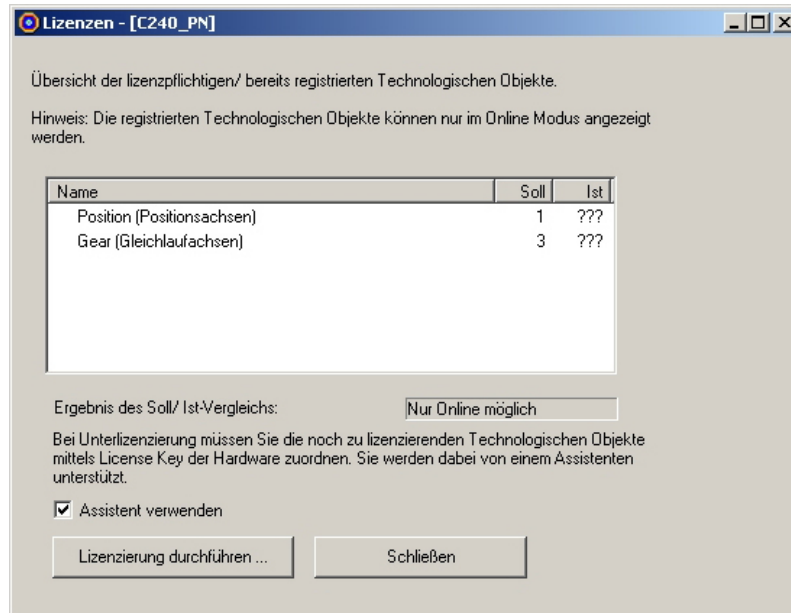 Lizenzen - [C240_PN]
Übersicht der lizenzpflichtigen/ bereits registrierten Technologischen Objekte.
Hinweis: Die registrierten Technologischen Objekte können nur im Online Modus angezeigt
werden.
Name Soll Ist
Position (Positionsachsen) 1 ???
Gear (Gleichlaufachsen) 3 ???
Ergebnis des Soll/ Ist-Vergleichs: Nur Online möglich
Bei Unterlizenzierung müssen Sie die noch zu lizenzierenden Technologischen Objekte
mittels License Key der Hardware zuordnen. Sie werden dabei von einem Assistenten
unterstützt.
Assistent verwenden
Lizenzierung durchführen ... Schließen